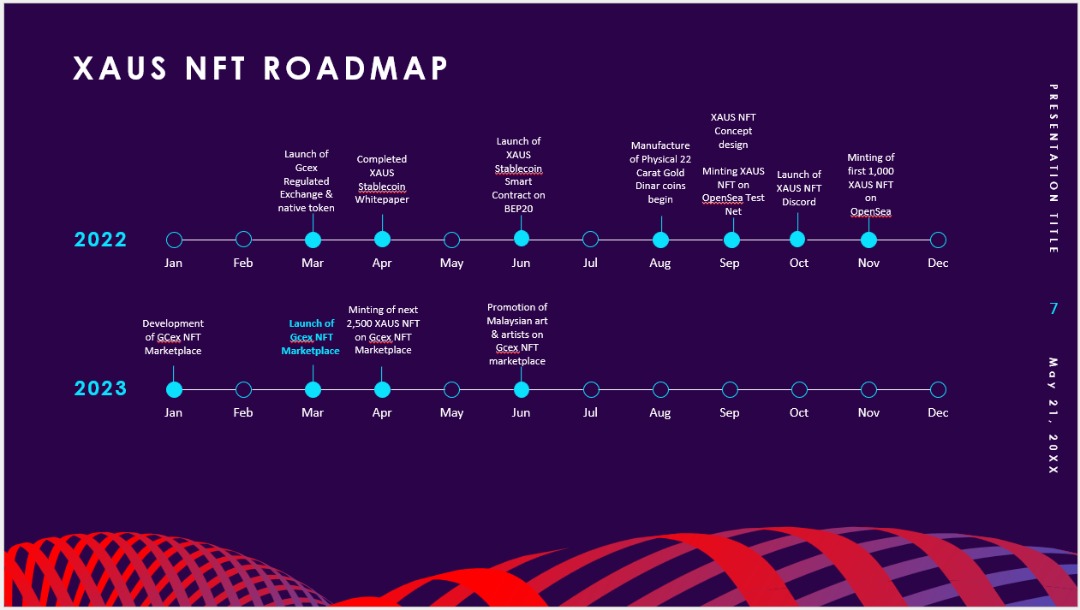 XAUS NFT ROADMAP
Launch of
Gcex
Regulated
Exchange &
native token
Completed
XAUS
Stablecoin
Whitepaper
Launch of
XAUS
Stablecoin
Smart
Contract on
BEP20
Manufacture
of Physical 22
Carat Gold
Dinar coins
begin
XAUS NFT
Concept
design
Minting XAUS
NFT on
OpenSea Test
Net
Launch of
XAUS NFT
Discord
Minting of
first 1,000
XAUS NFT
on
OpenSea
2022
Jan
Feb
Mar
Apr
May
Jun
Jul
Aug
Sep
Oct
Nov
Dec
Development
of GCex NFT
Marketplace
Launch of
Gcex NFT
Marketplace
Minting of next
2,500 XAUS NFT
on Gcex NFT
Marketplace
Promotion of
Malaysian art
& artists on
Gcex NFT
marketplace
2023
Jan
Feb
Mar
Apr
May
Jun
Jul
Aug
Sep
Oct
Nov
Dec
PRESENTATION TITLE
7
May 21, 20XX